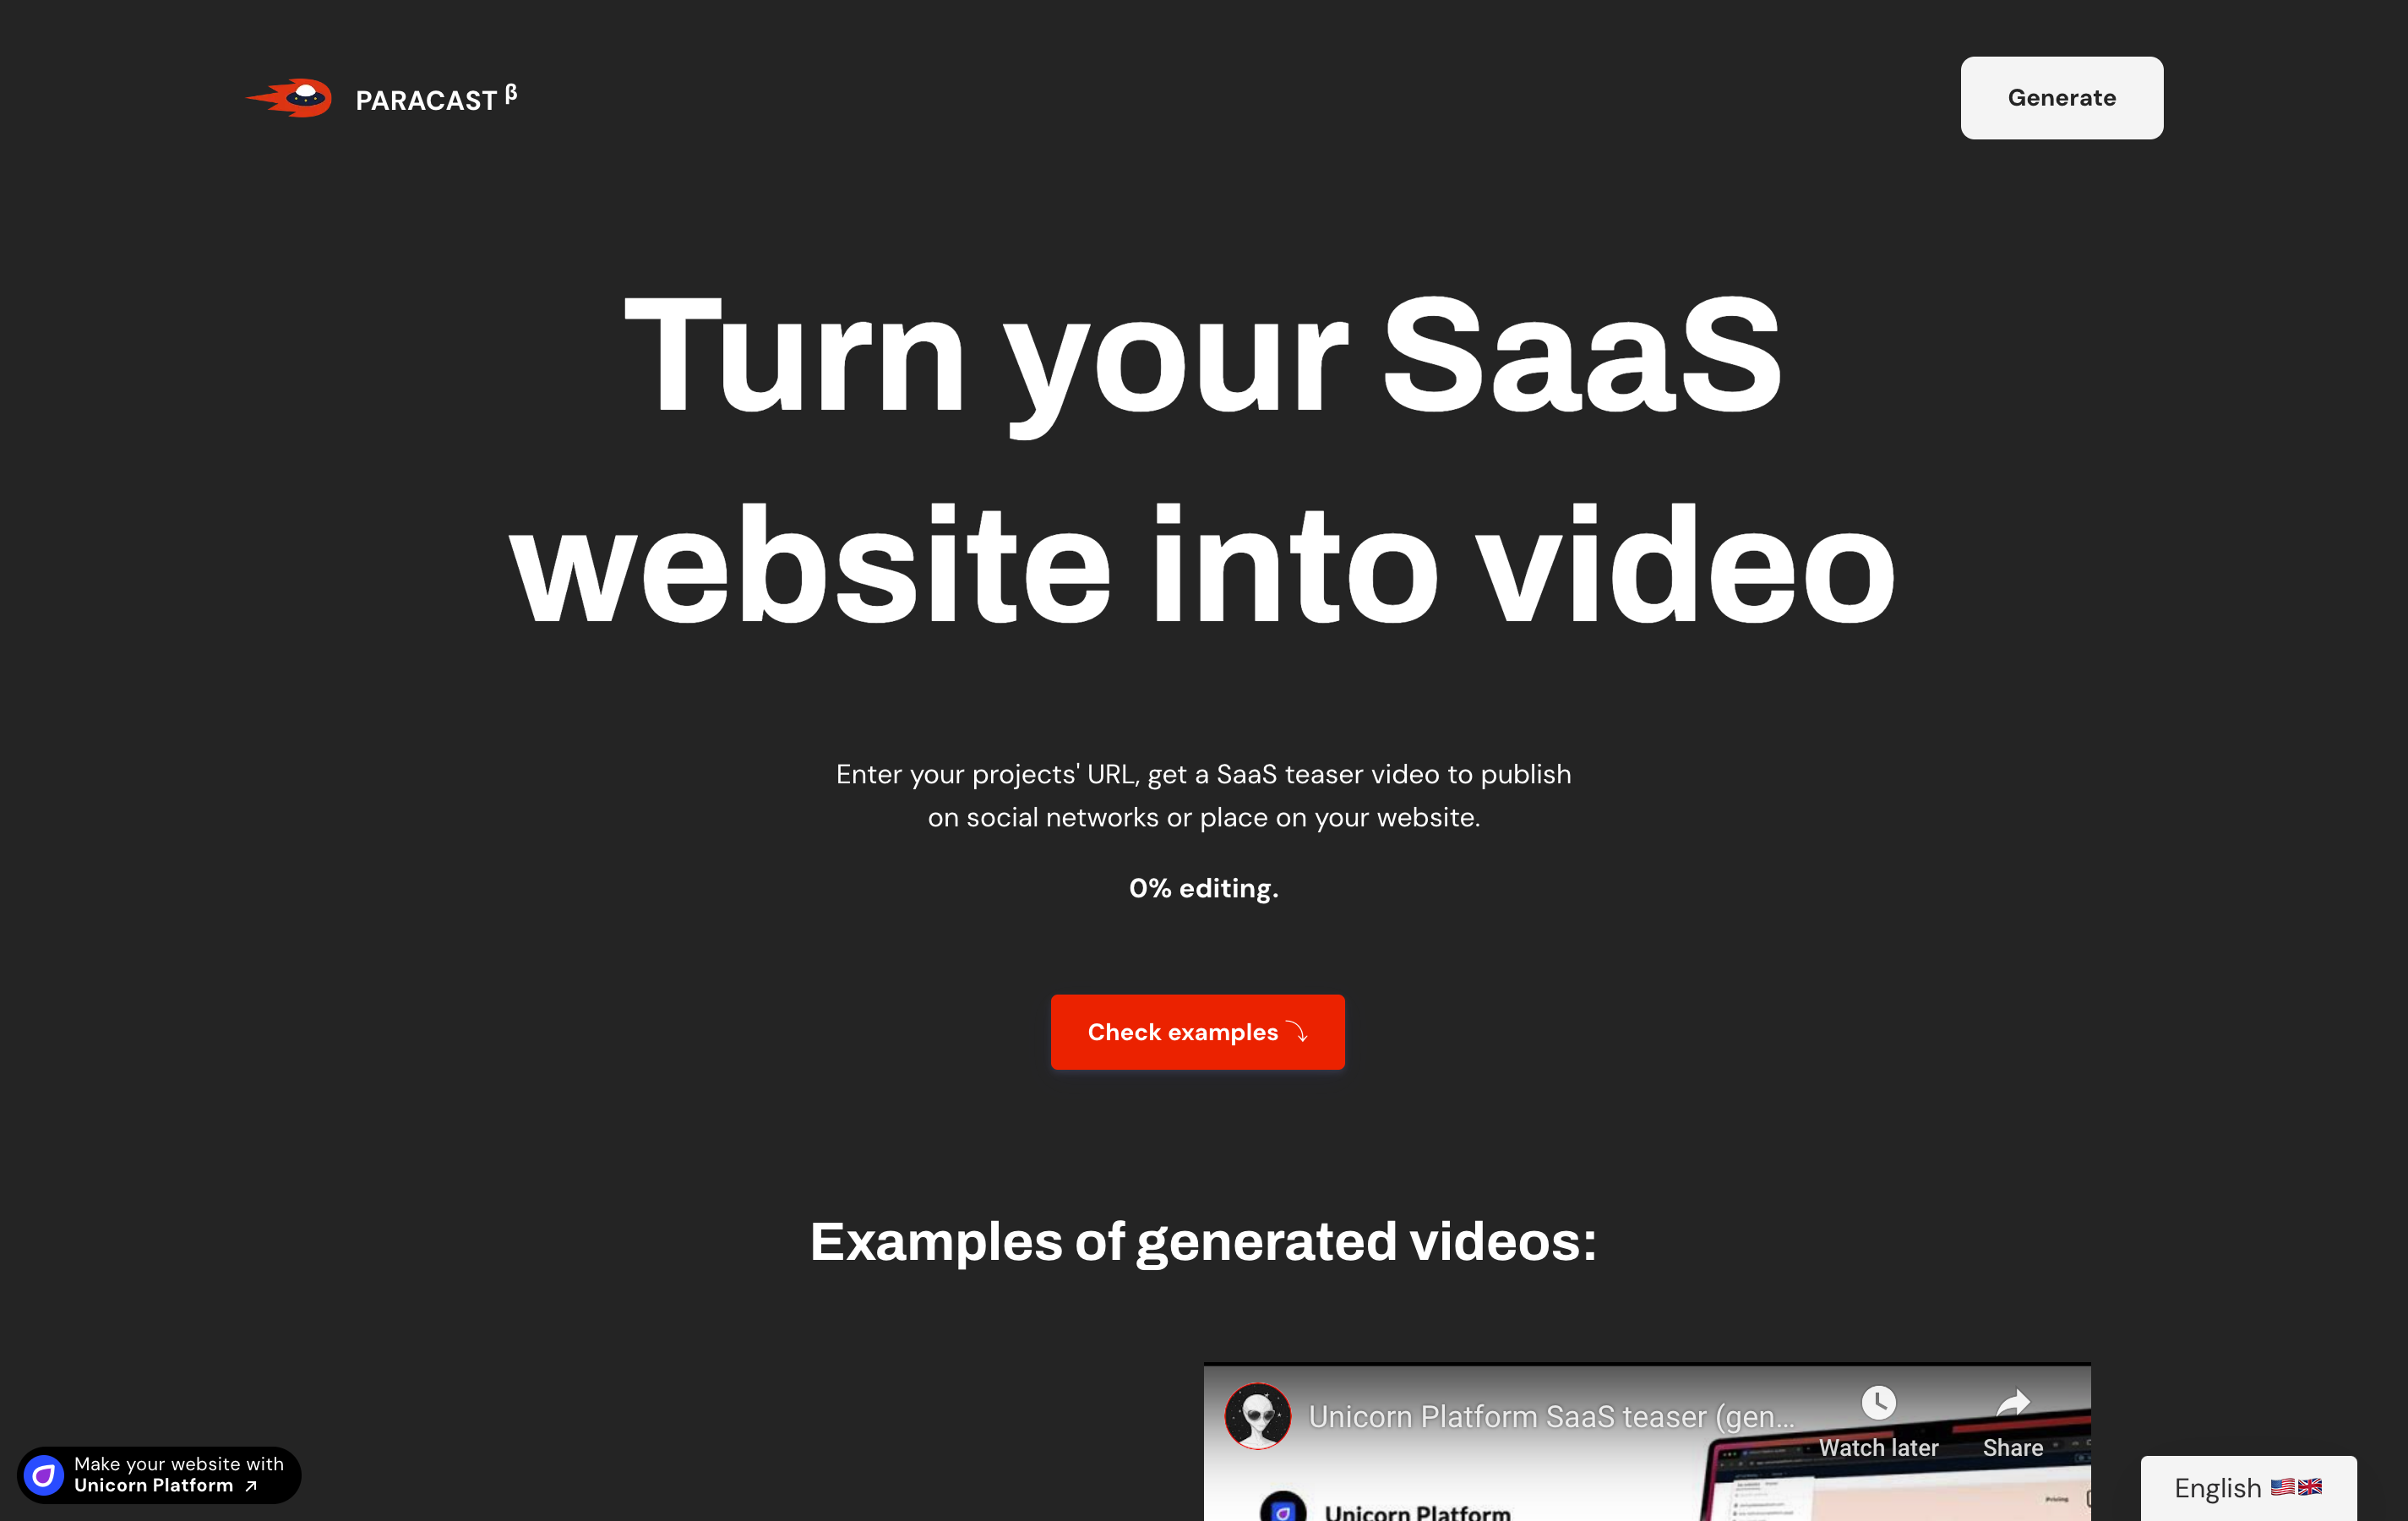 PARACAST β
Generate
Turn your SaaS
website into video
Enter your projects' URL, get a SaaS teaser video to publish
on social networks or place on your website.
0% editing.
Check examples
Examples of generated videos:
Unicorn Platform SaaS teaser (gen...
Watch later
Share
Unicorn Platform
Pricing
Make your website with
Unicorn Platform
English